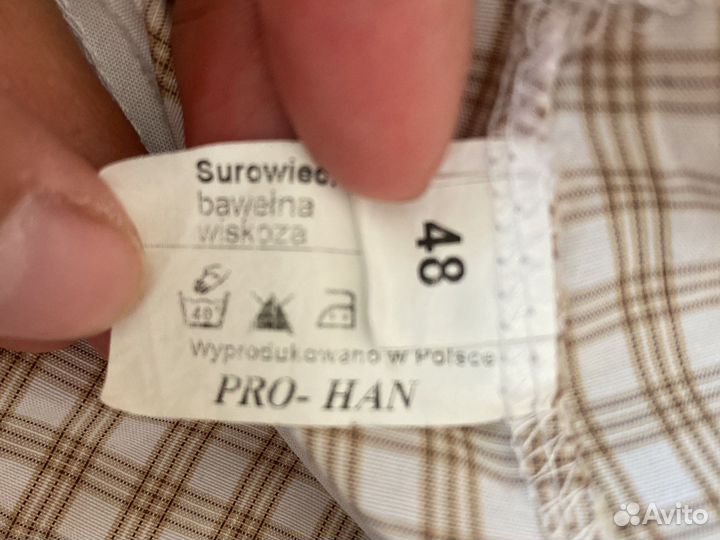 Surowiec
bawełna
wiskoza
48
40°
Wyprodukowano w Polsce
PRO-HAN
Avito